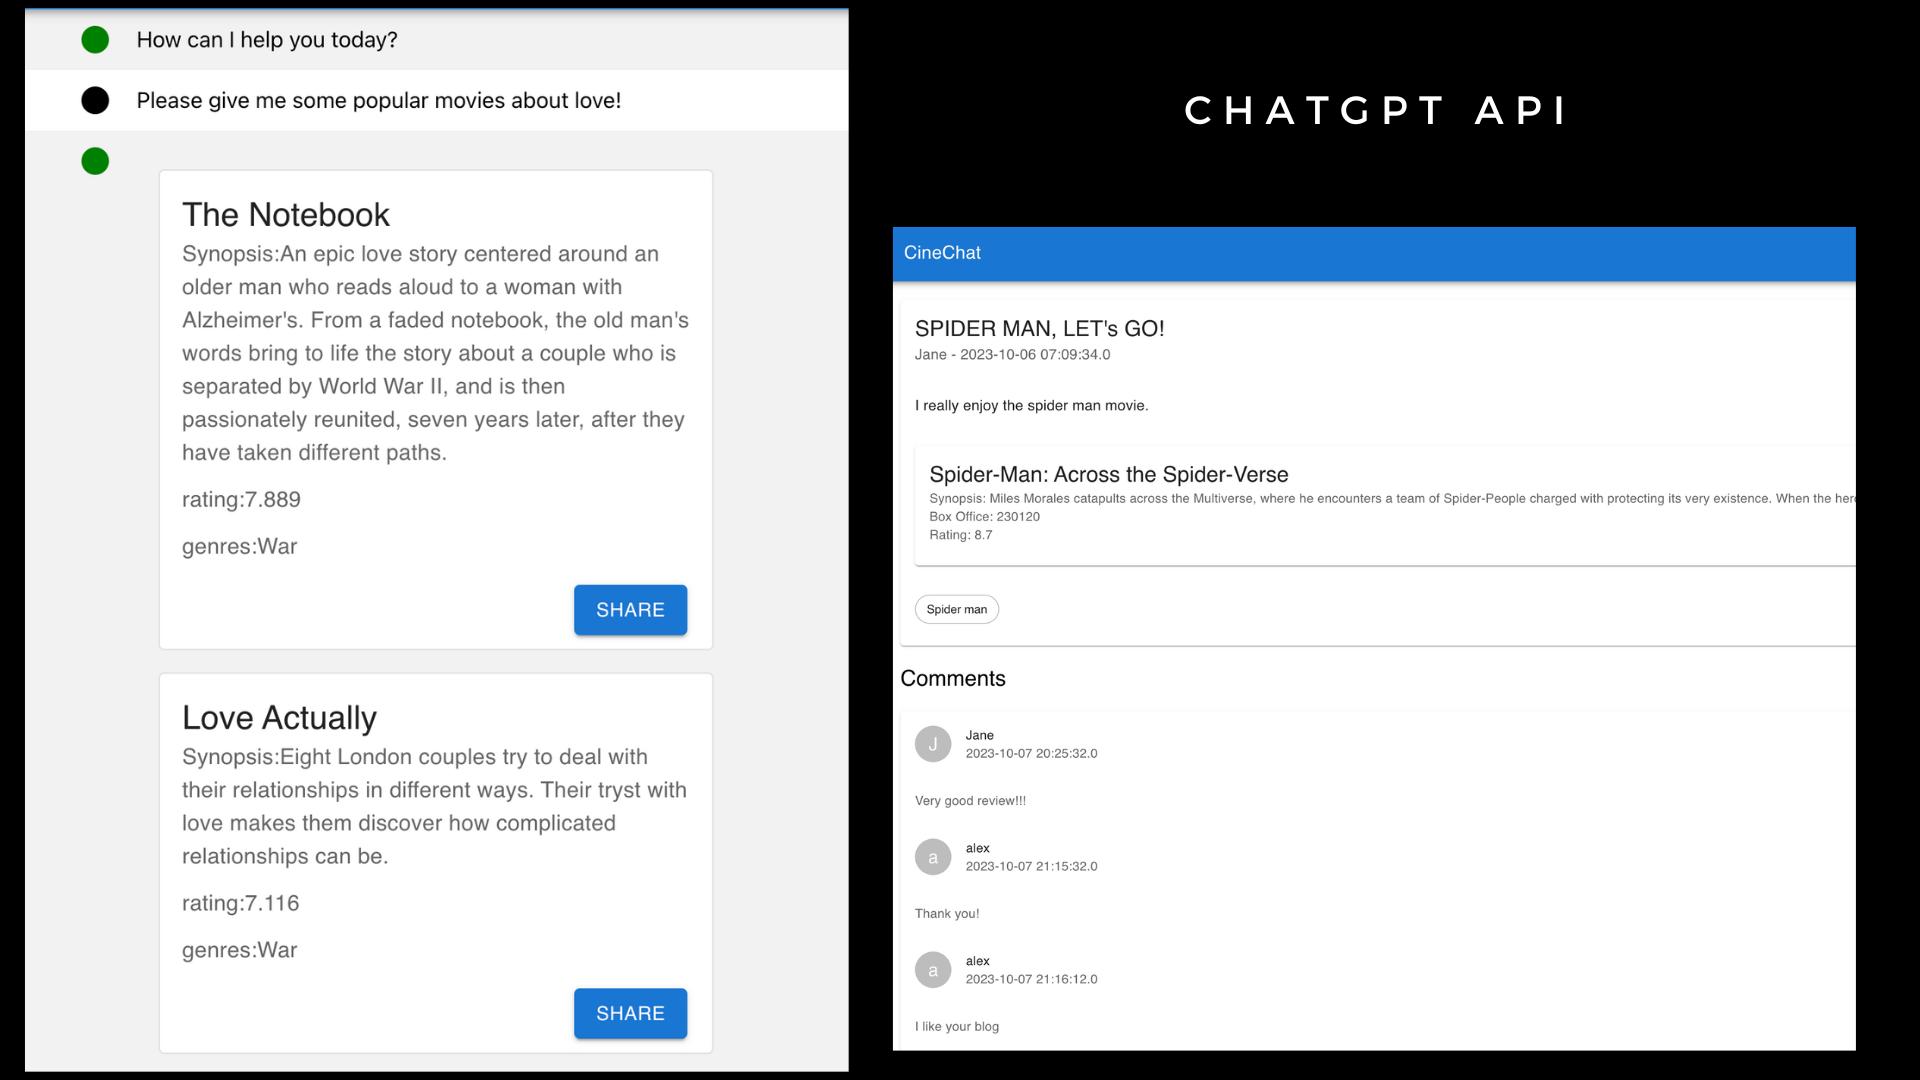 How can I help you today?
Please give me some popular movies about love!
The Notebook
Synopsis:An epic love story centered around an
older man who reads aloud to a woman with
Alzheimer's. From a faded notebook, the old man's
words bring to life the story about a couple who is
separated by World War II, and is then
passionately reunited, seven years later, after they
have taken different paths.
rating:7.889
genres:War
SHARE
Love Actually
Synopsis:Eight London couples try to deal with
their relationships in different ways. Their tryst with
love makes them discover how complicated
relationships can be.
rating:7.116
genres:War
SHARE
CHATGPT API
CineChat
SPIDER MAN, LET's GO!
Jane - 2023-10-06 07:09:34.0
I really enjoy the spider man movie.
Spider-Man: Across the Spider-Verse
Synopsis: Miles Morales catapults across the Multiverse, where he encounters a team of Spider-People charged with protecting its very existence. When the
Box Office: 230120
Rating: 8.7
Spider man
Comments
J
Jane
2023-10-07 20:25:32.0
Very good review!!!
a
alex
2023-10-07 21:15:32.0
Thank you!
a
alex
2023-10-07 21:16:12.0
I like your blog